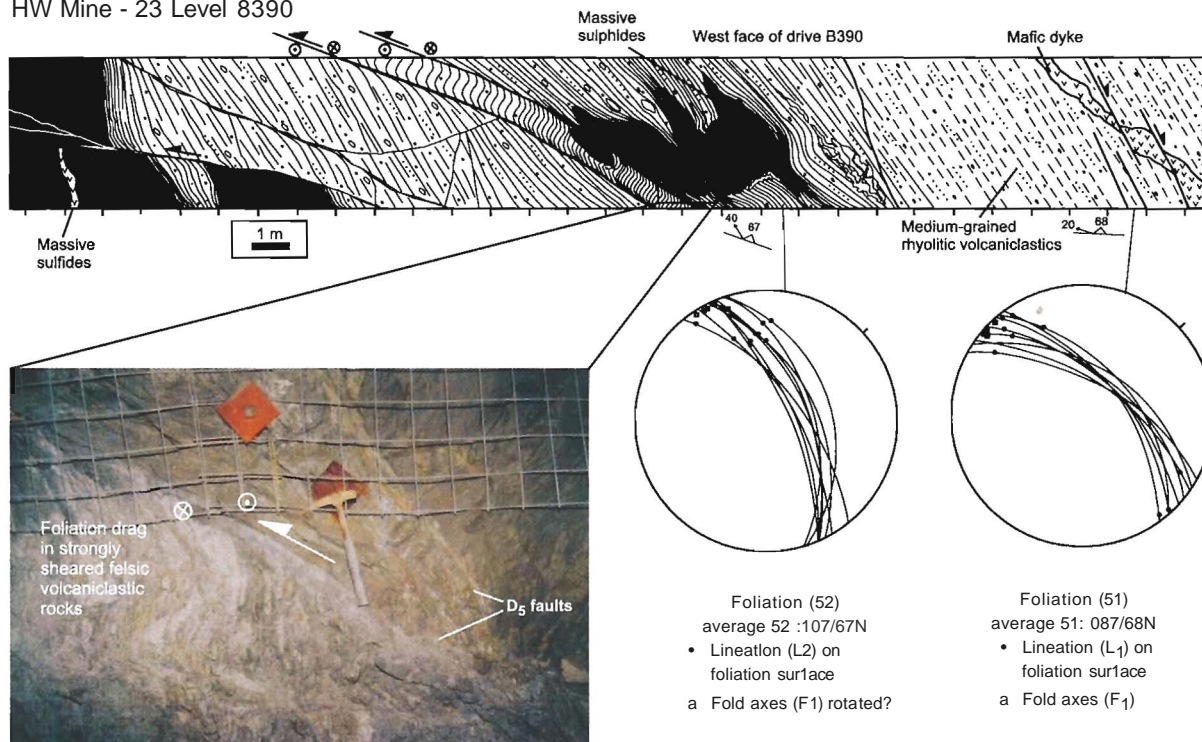 HW Mine - 23 Level 8390
Massive
sulphides
West face of drive B390
Mafic dyke
Massive
sulfides
1 m
40
67
Medium-grained
rhyolitic volcaniclastics
20
68
Foliation drag
in strongly
sheared felsic
volcaniclastic
rocks
D5 faults
Foliation (52)
average 52 :107/67N
• Lineatlon (L2) on
foliation sur1ace
a Fold axes (F1) rotated?
Foliation (51)
average 51: 087/68N
• Lineation (L1) on
foliation sur1ace
a Fold axes (F1)